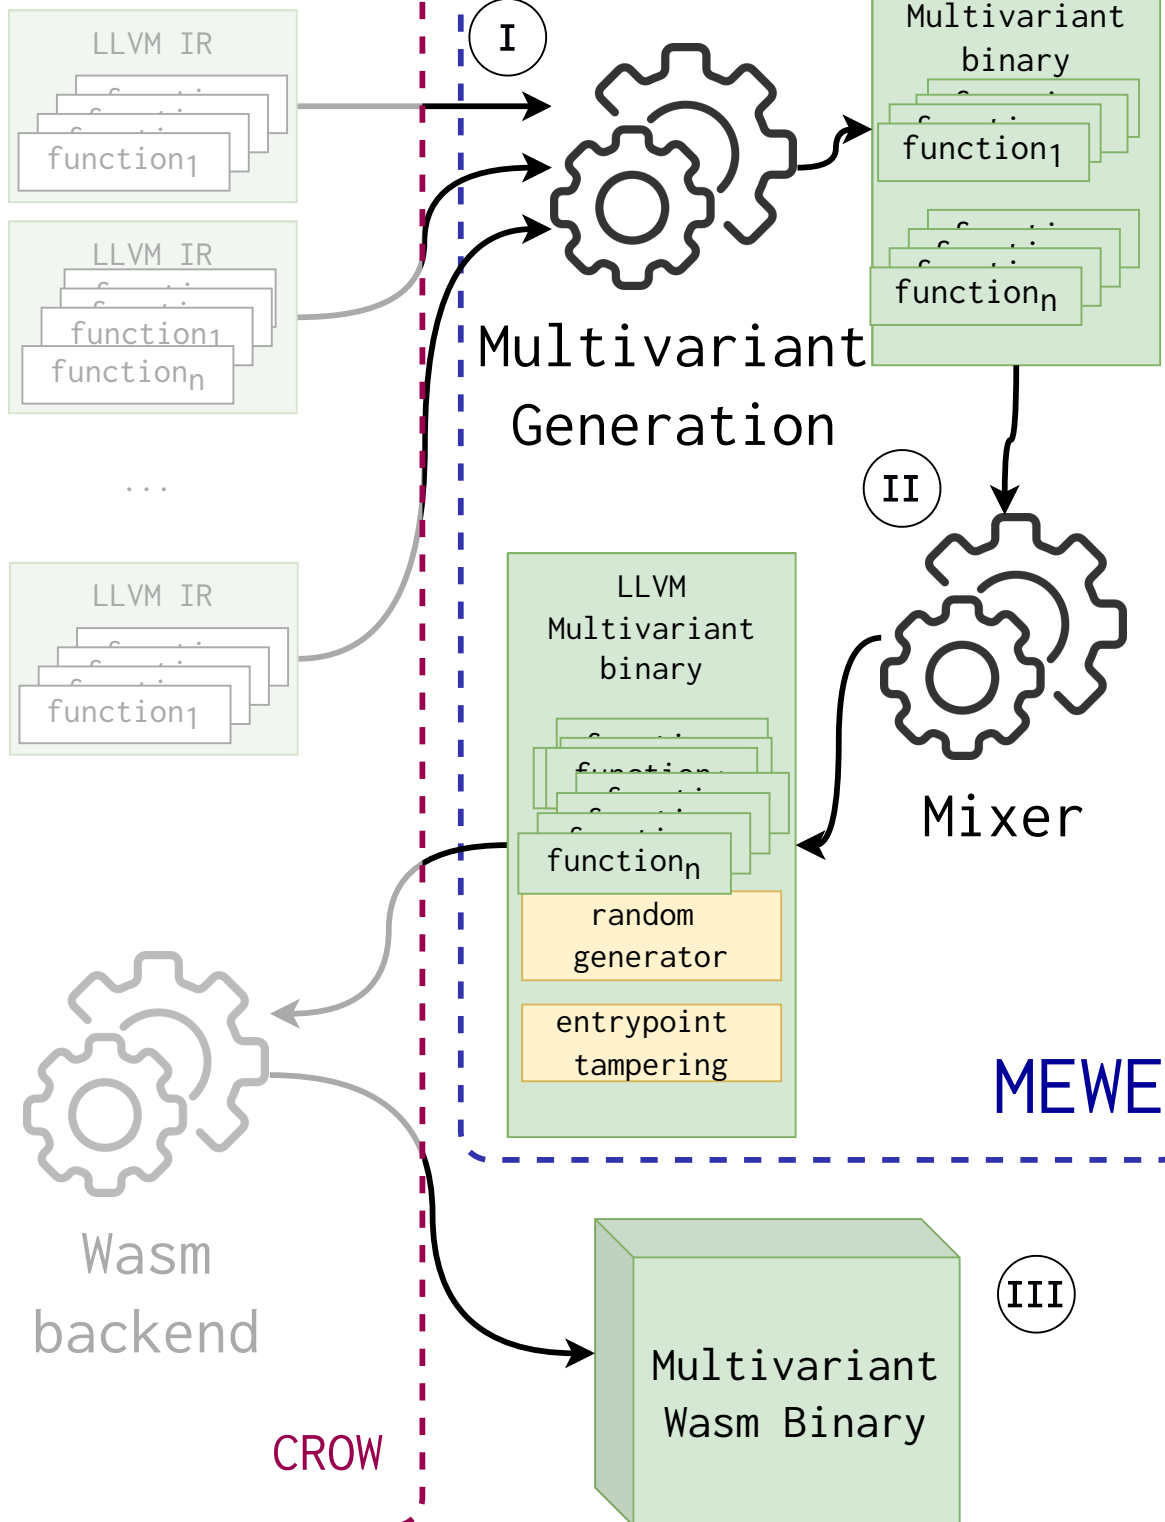 LLVM IR
function1
LLVM IR
function1
functionn
...
LLVM IR
function1
I
Multivariant
Generation
Multivariant
binary
function1
functionn
II
Mixer
LLVM
Multivariant
binary
functionn
random
generator
entrypoint
tampering
MEWE
Wasm
backend
CROW
III
Multivariant
Wasm Binary